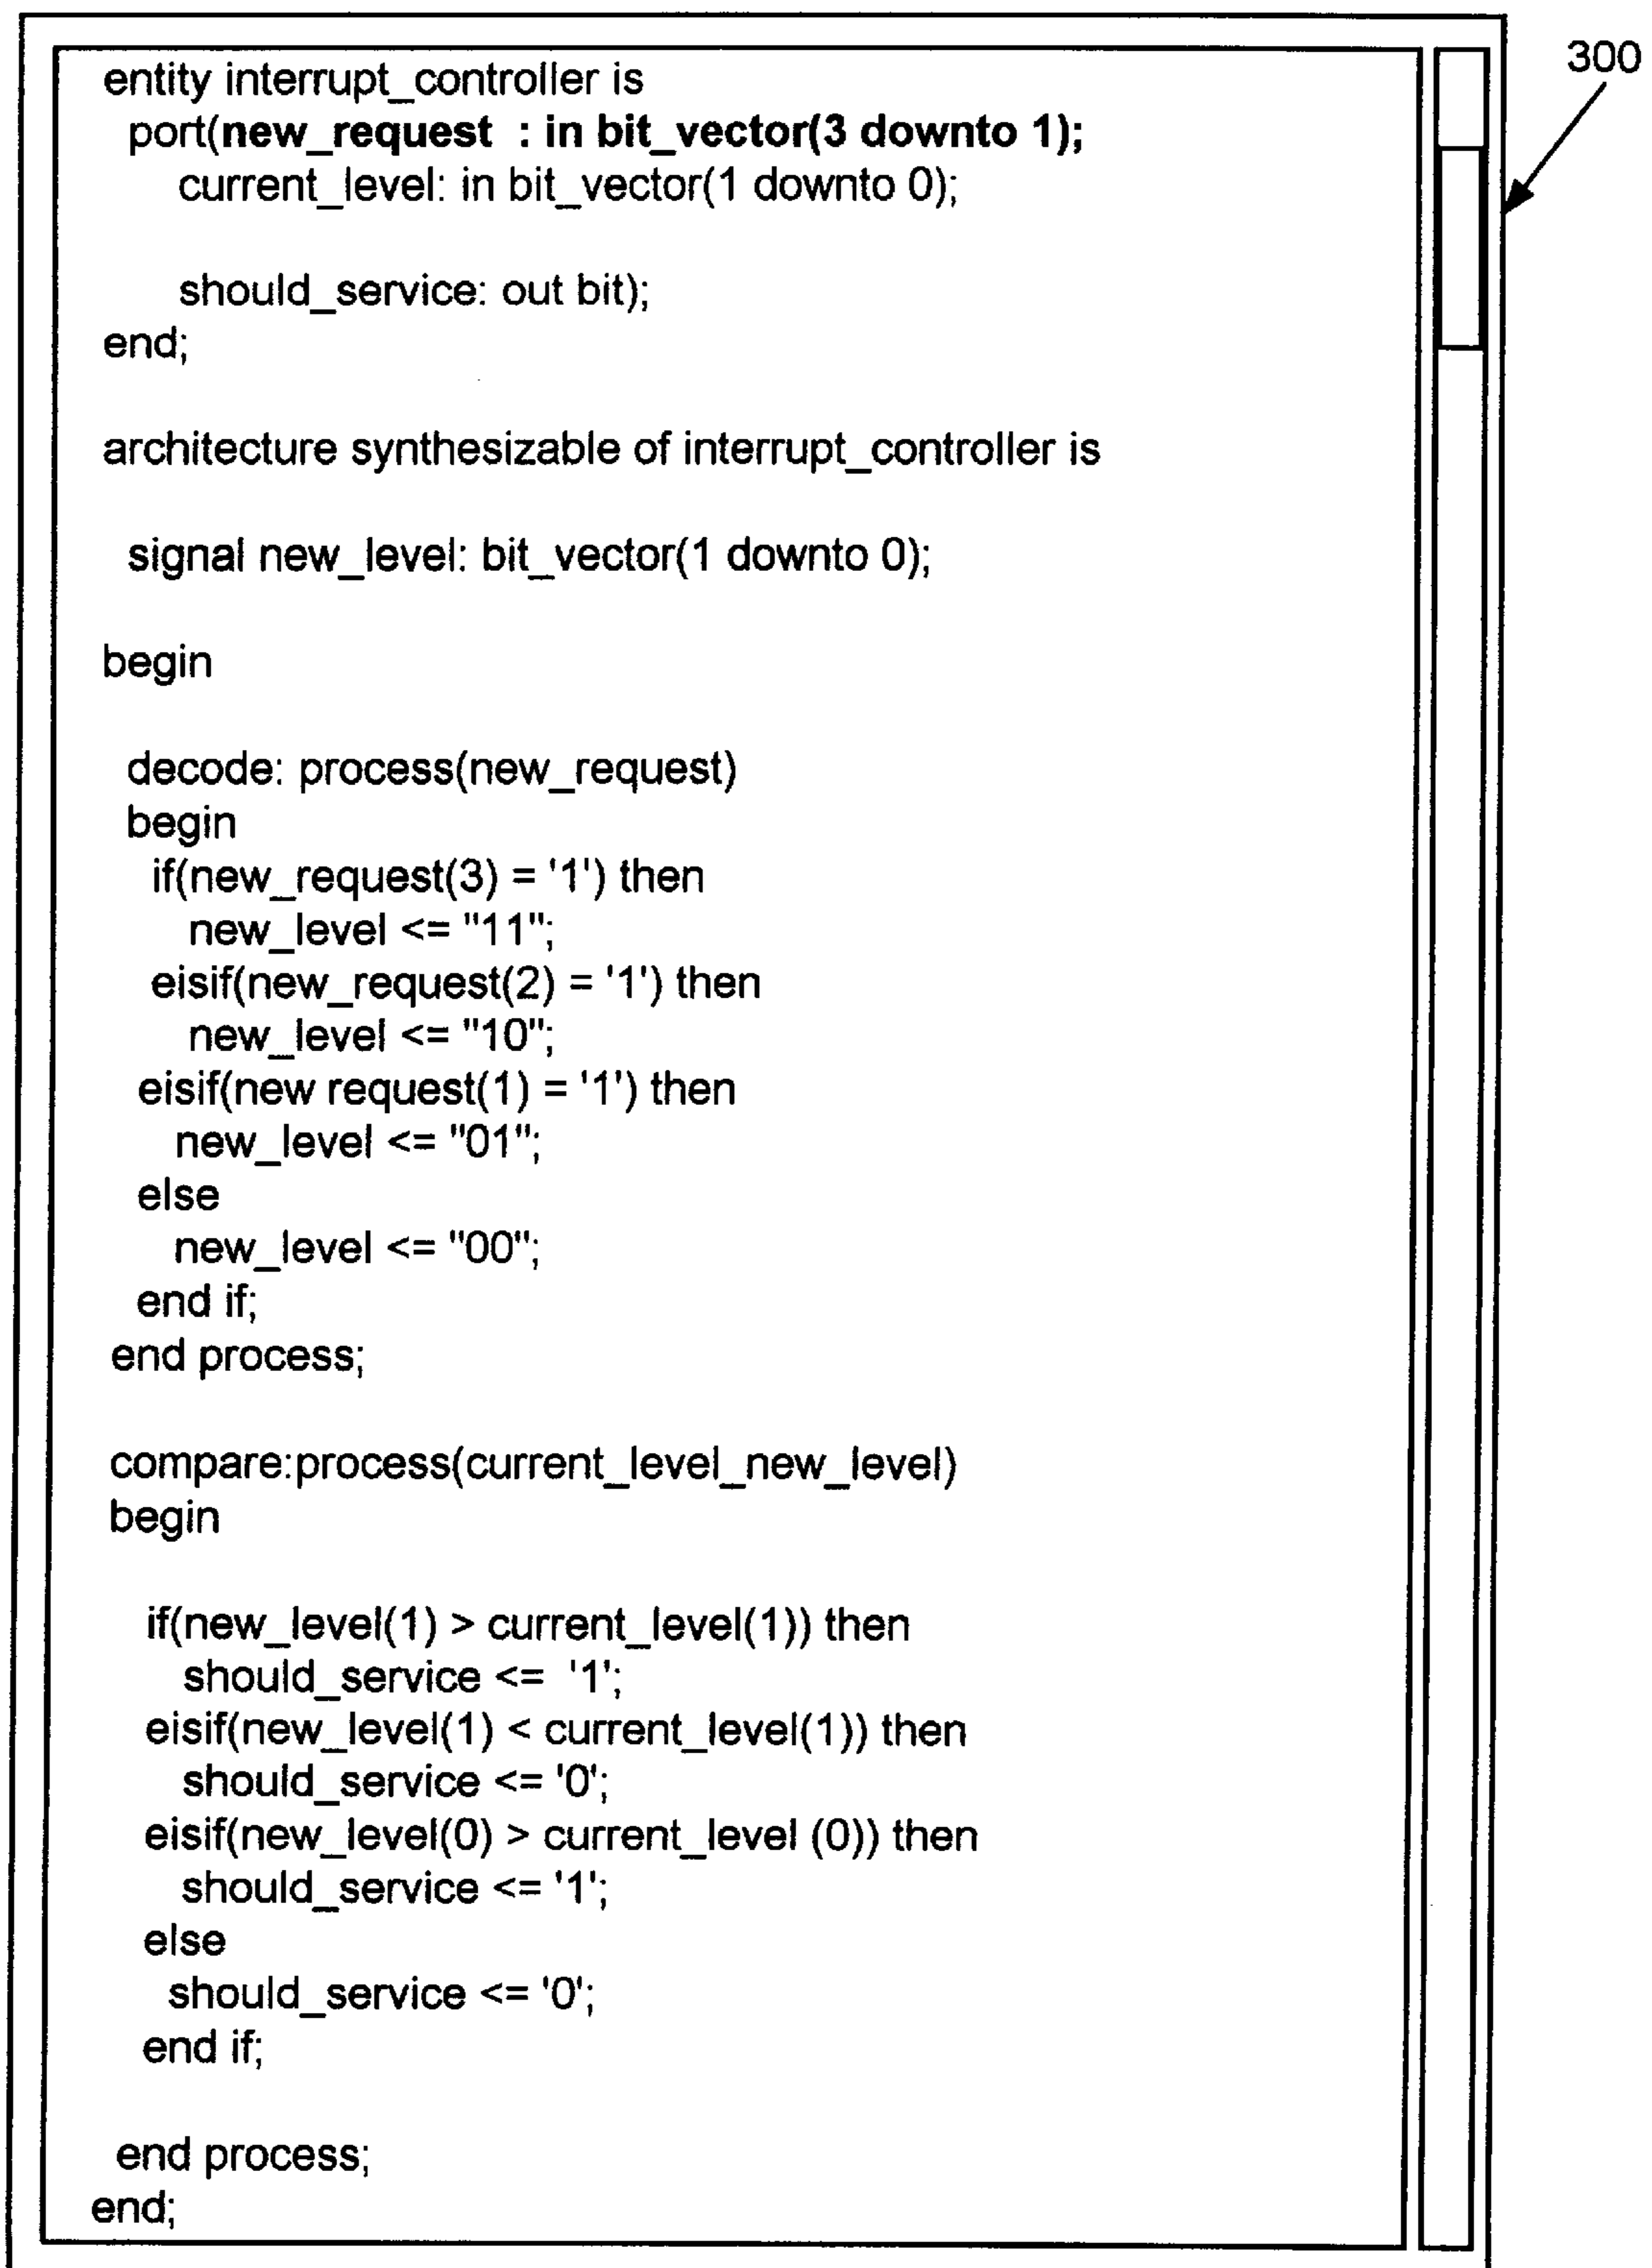 300
entity interrupt_controller is
port(new_request : in bit_vector(3 downto 1);
current_level: in bit_vector(1 downto 0);
should_service: out bit);
end;
architecture synthesizable of interrupt_controller is
signal new_level: bit_vector(1 downto 0);
begin
decode: process(new_request)
begin
if(new_request(3) = '1') then
new_level <= "11";
eisif(new_request(2) = '1') then
new_level <= "10";
eisif(new request(1) = '1') then
new_level <= "01";
else
new_level <= "00";
end if;
end process;
compare:process(current_level_new_level)
begin
if(new_level(1) > current_level(1)) then
should_service <= '1';
eisif(new_level(1) < current_level(1)) then
should_service <= '0';
eisif(new_level(0) > current_level (0)) then
should_service <= '1';
else
should_service <= '0';
end if;
end process;
end;